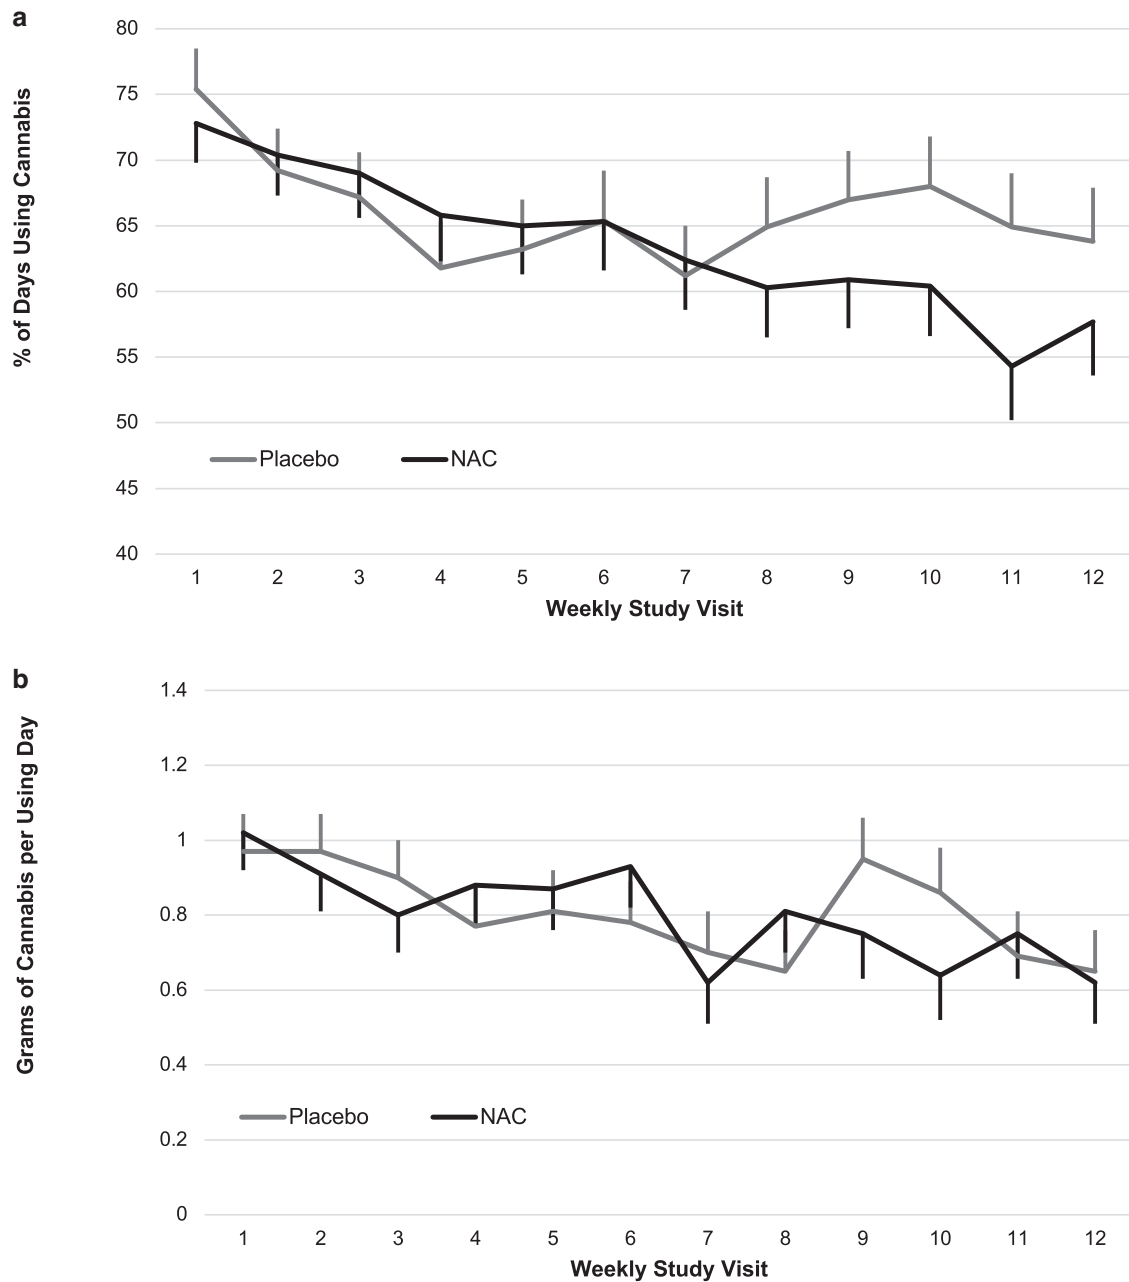 a
% of Days Using Cannabis
80
75
70
65
60
55
50
45
40
Placebo NAC
1 2 3 4 5 6 7 8 9 10 11 12
Weekly Study Visit
b
Grams of Cannabis per Using Day
1.4
1.2
1
0.8
0.6
0.4
0.2
0
Placebo NAC
1 2 3 4 5 6 7 8 9 10 11 12
Weekly Study Visit